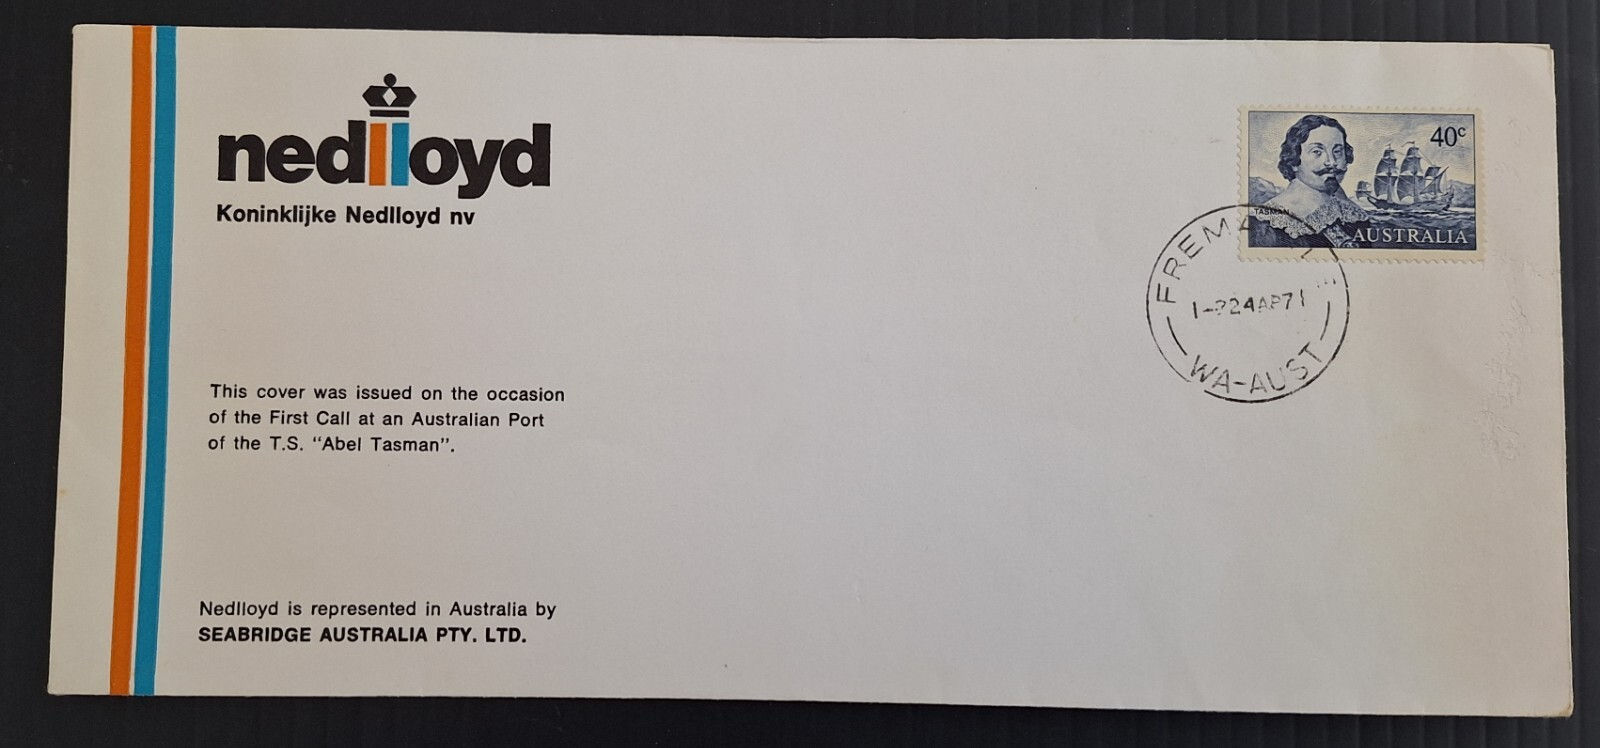 nedlloyd
Koninklijke Nedlloyd nv
This cover was issued on the occasion
of the First Call at an Australian Port
of the T.S. “Abel Tasman”.
Nedlloyd is represented in Australia by
SEABRIDGE AUSTRALIA PTY. LTD.
40c
TASMAN
AUSTRALIA
FREMANTLE
24AP71
WA-AUST